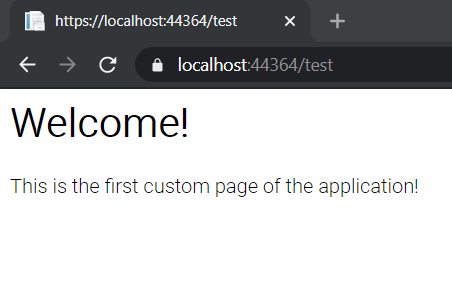 https://localhost:44364/test
localhost:44364/test
Welcome!
This is the first custom page of the application!